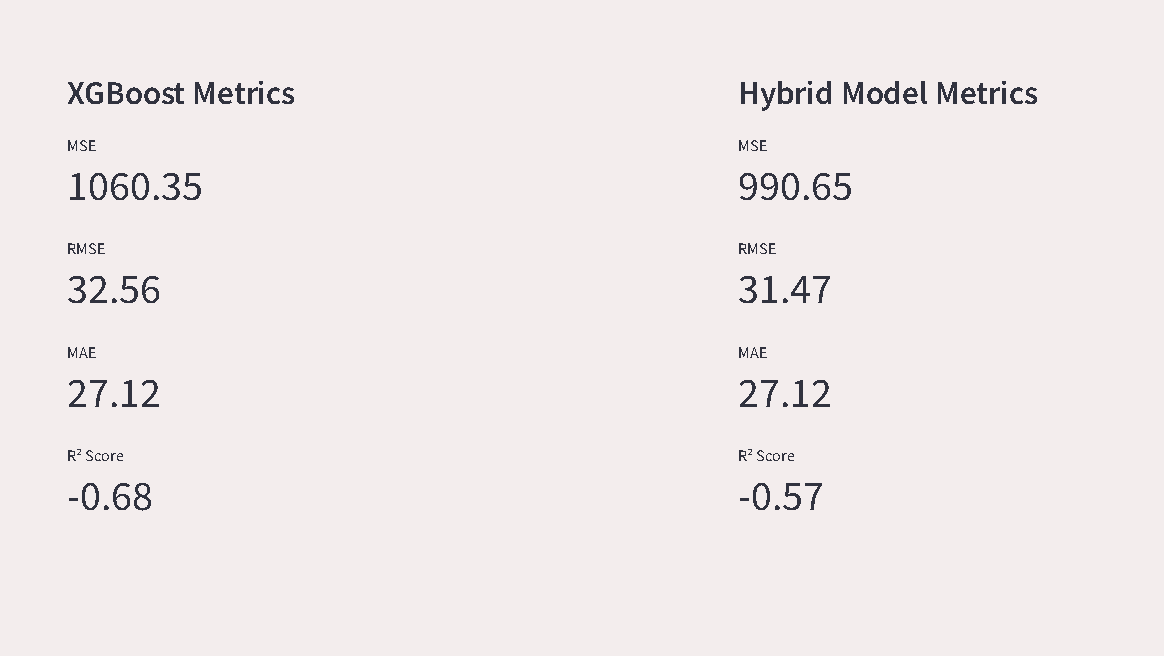 XGBoost Metrics
MSE
1060.35
RMSE
32.56
MAE
27.12
R² Score
-0.68
Hybrid Model Metrics
MSE
990.65
RMSE
31.47
MAE
27.12
R² Score
-0.57